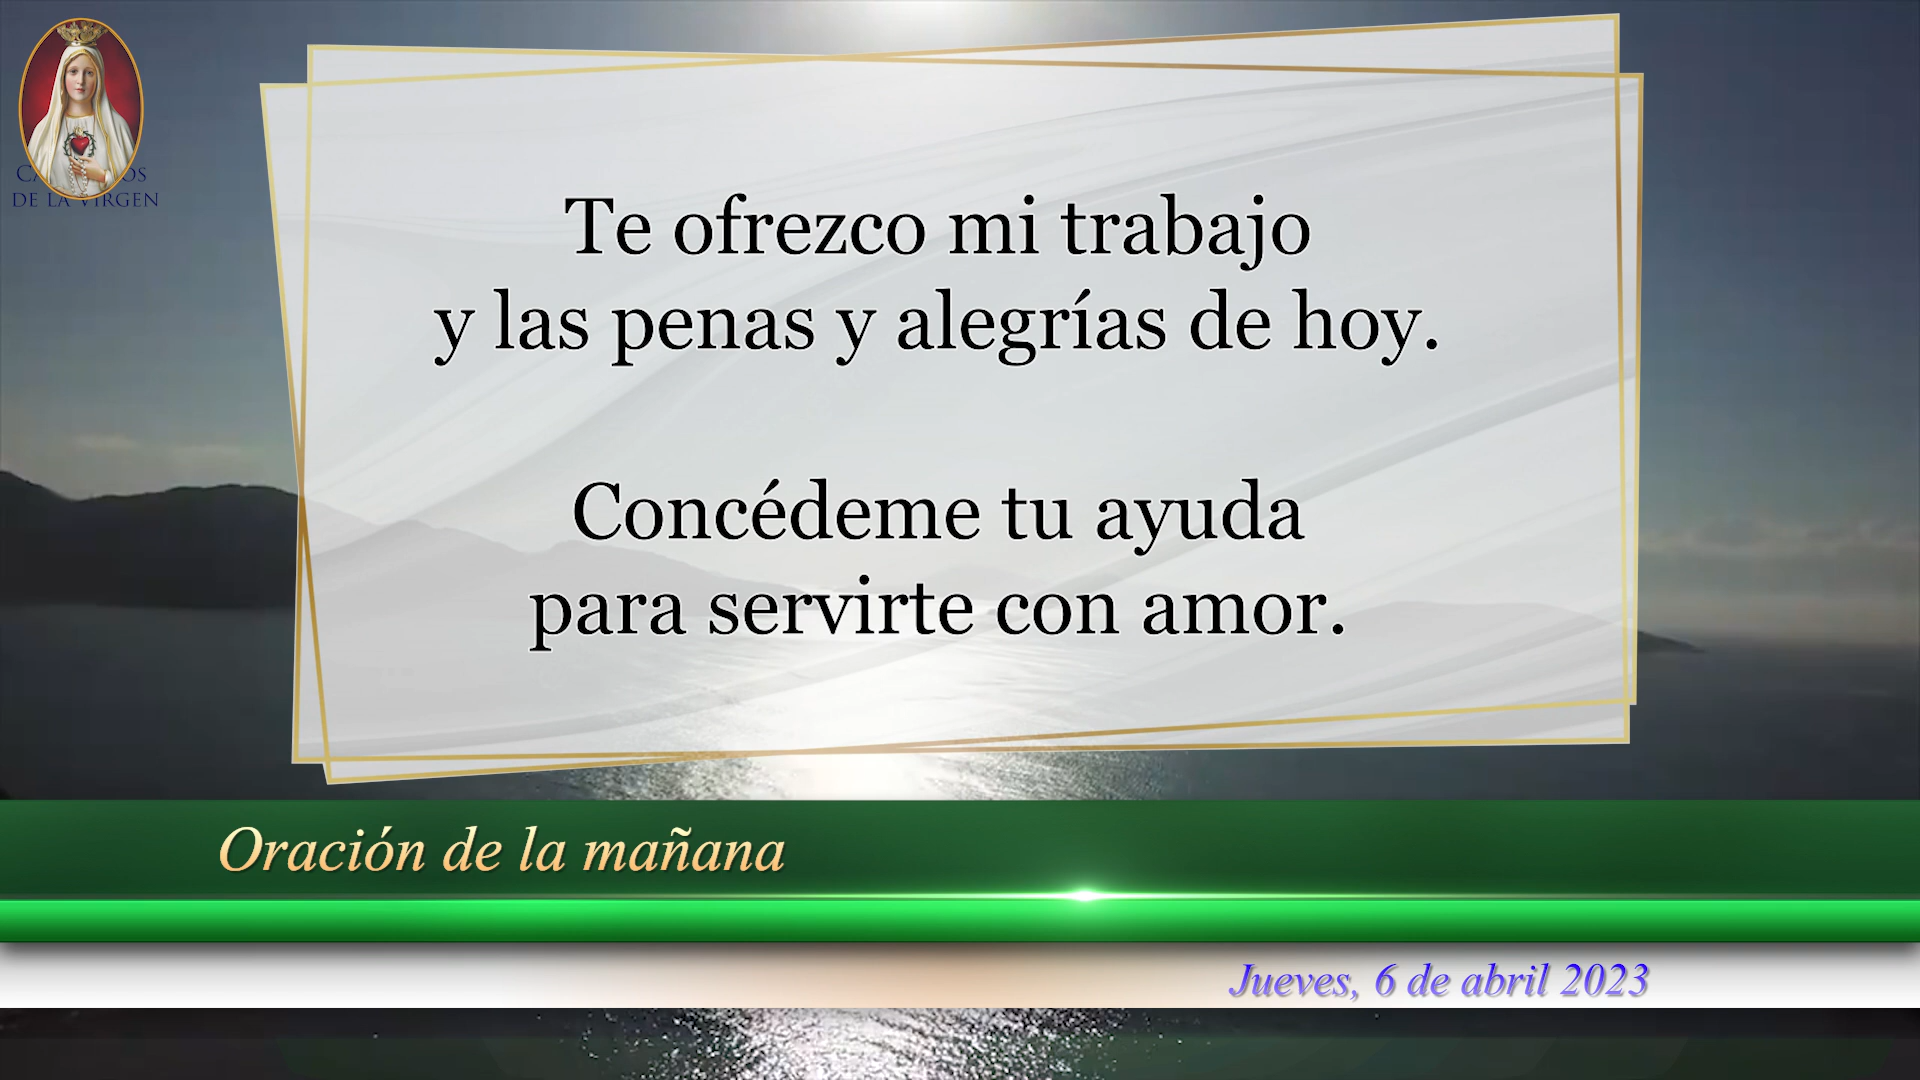 DE LA VIRGEN
Te ofrezco mi trabajo
y las penas y alegrías de hoy.
Concédeme tu ayuda
para servirte con amor.
Oración de la mañana
Jueves, 6 de abril 2023